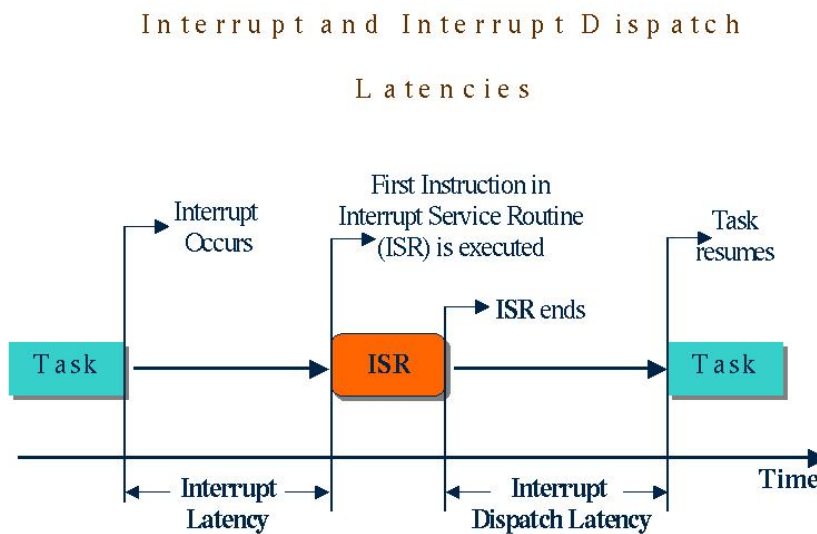 Interrupt and Interrupt Dispatch
Latencies
Interrupt
Occurs
First Instruction in
Interrupt Service Routine
(ISR) is executed
Task
resumes
ISR ends
Task
ISR
Task
Time
Interrupt
Latency
Interrupt
Dispatch Latency